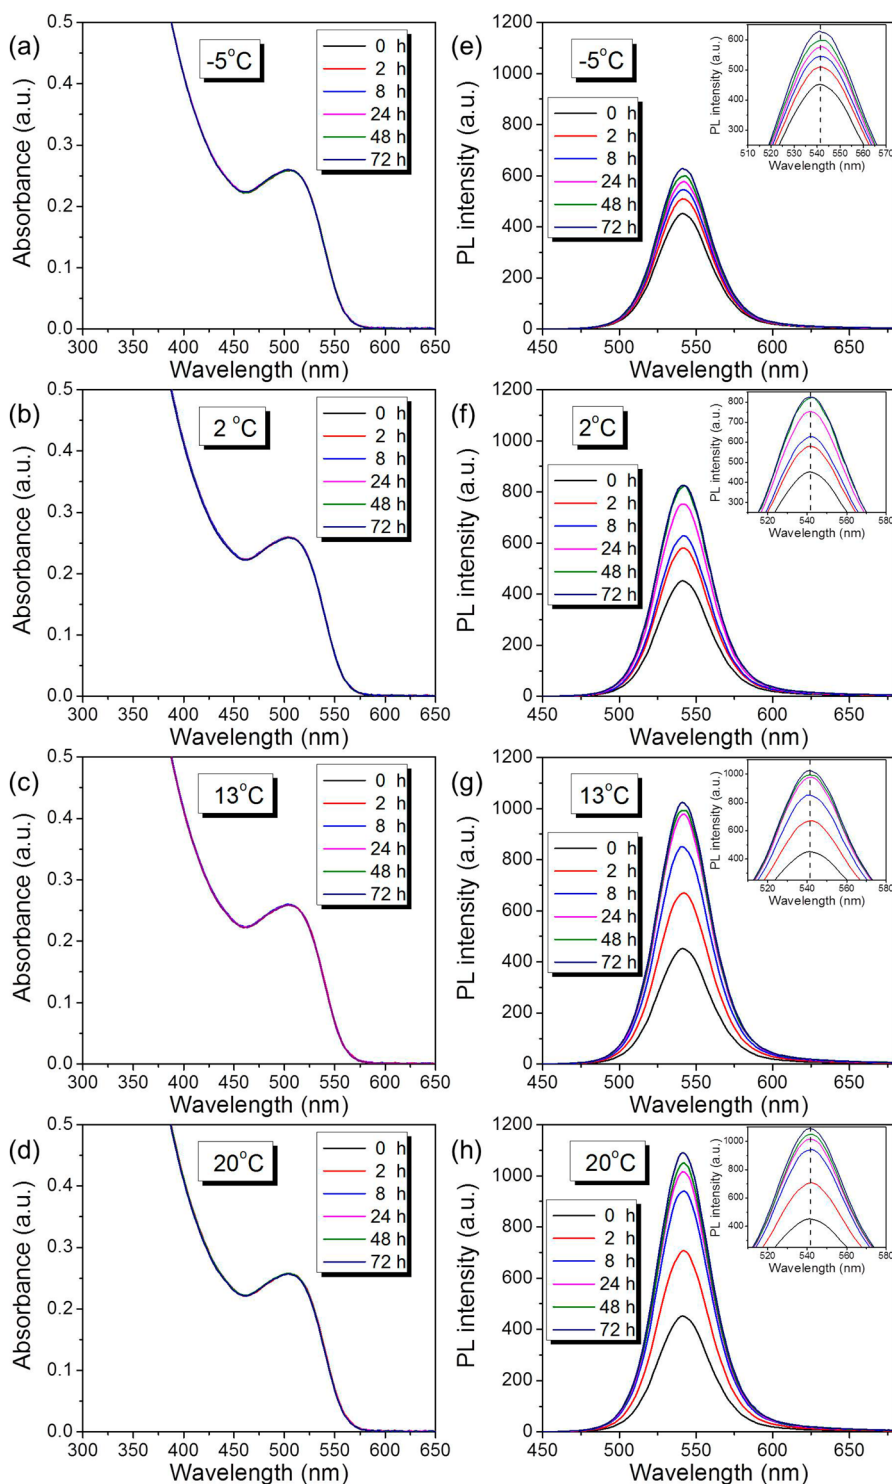 (a)
-5°C
0 h
2 h
8 h
24 h
48 h
72 h
0.5
0.4
0.3
0.2
0.1
0.0
Absorbance (a.u.)
300 350 400 450 500 550 600 650
Wavelength (nm)
(e)
-5°C
0 h
2 h
8 h
24 h
48 h
72 h
1200
1000
800
600
400
200
0
PL intensity (a.u.)
450 500 550 600 650
Wavelength (nm)
600
500
400
300
PL intensity (a.u.)
510 520 530 540 550 560 570
Wavelength (nm)
(b)
2 °C
0 h
2 h
8 h
24 h
48 h
72 h
0.5
0.4
0.3
0.2
0.1
0.0
Absorbance (a.u.)
300 350 400 450 500 550 600 650
Wavelength (nm)
(f)
2°C
0 h
2 h
8 h
24 h
48 h
72 h
1200
1000
800
600
400
200
0
PL intensity (a.u.)
450 500 550 600 650
Wavelength (nm)
800
700
600
500
400
300
PL intensity (a.u.)
520 540 560 580
Wavelength (nm)
(c)
13°C
0 h
2 h
8 h
24 h
48 h
72 h
0.5
0.4
0.3
0.2
0.1
0.0
Absorbance (a.u.)
300 350 400 450 500 550 600 650
Wavelength (nm)
(g)
13°C
0 h
2 h
8 h
24 h
48 h
72 h
1200
1000
800
600
400
200
0
PL intensity (a.u.)
450 500 550 600 650
Wavelength (nm)
1000
800
600
400
PL intensity (a.u.)
520 540 560 580
Wavelength (nm)
(d)
20°C
0 h
2 h
8 h
24 h
48 h
72 h
0.5
0.4
0.3
0.2
0.1
0.0
Absorbance (a.u.)
300 350 400 450 500 550 600 650
Wavelength (nm)
(h)
20°C
0 h
2 h
8 h
24 h
48 h
72 h
1200
1000
800
600
400
200
0
PL intensity (a.u.)
450 500 550 600 650
Wavelength (nm)
1000
800
600
400
PL intensity (a.u.)
520 540 560 580
Wavelength (nm)